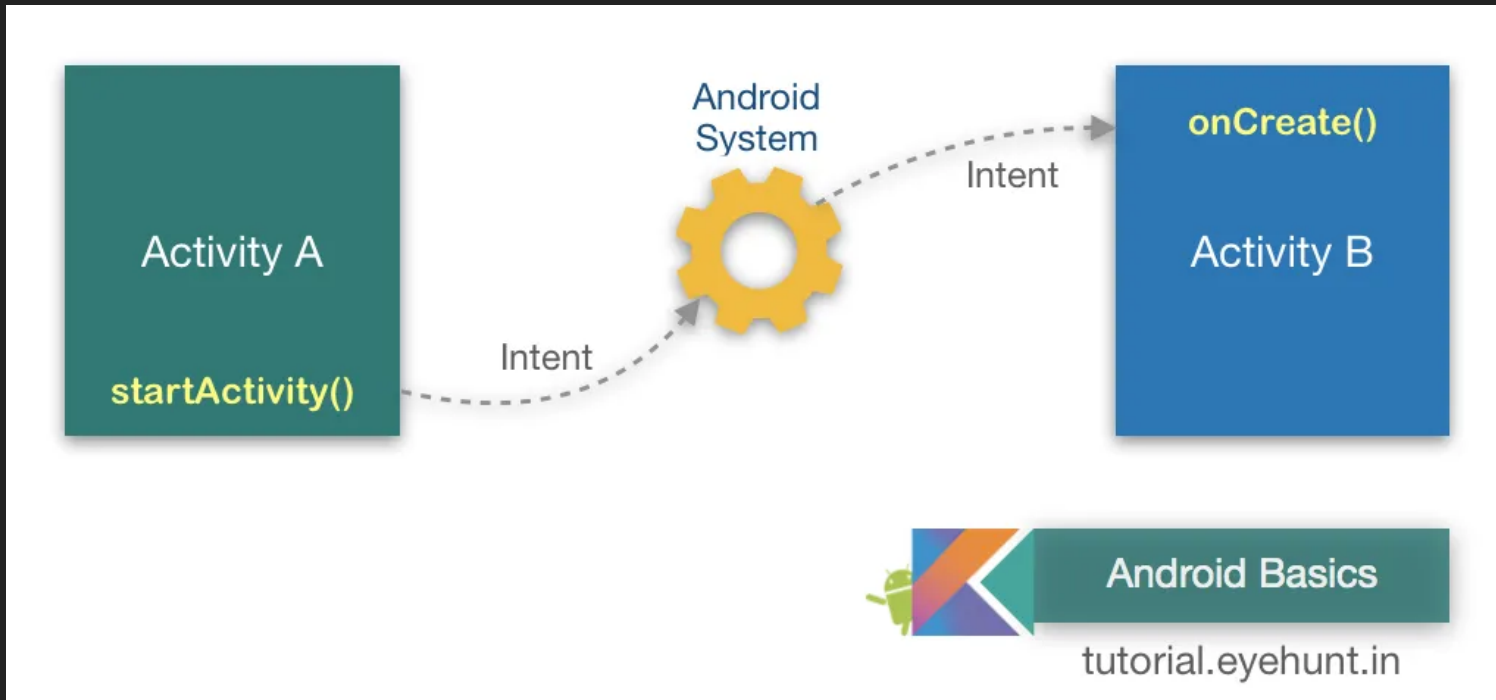 Android
System
onCreate()
Intent
Activity A
Activity B
Intent
startActivity()
Android Basics
tutorial.eyehunt.in